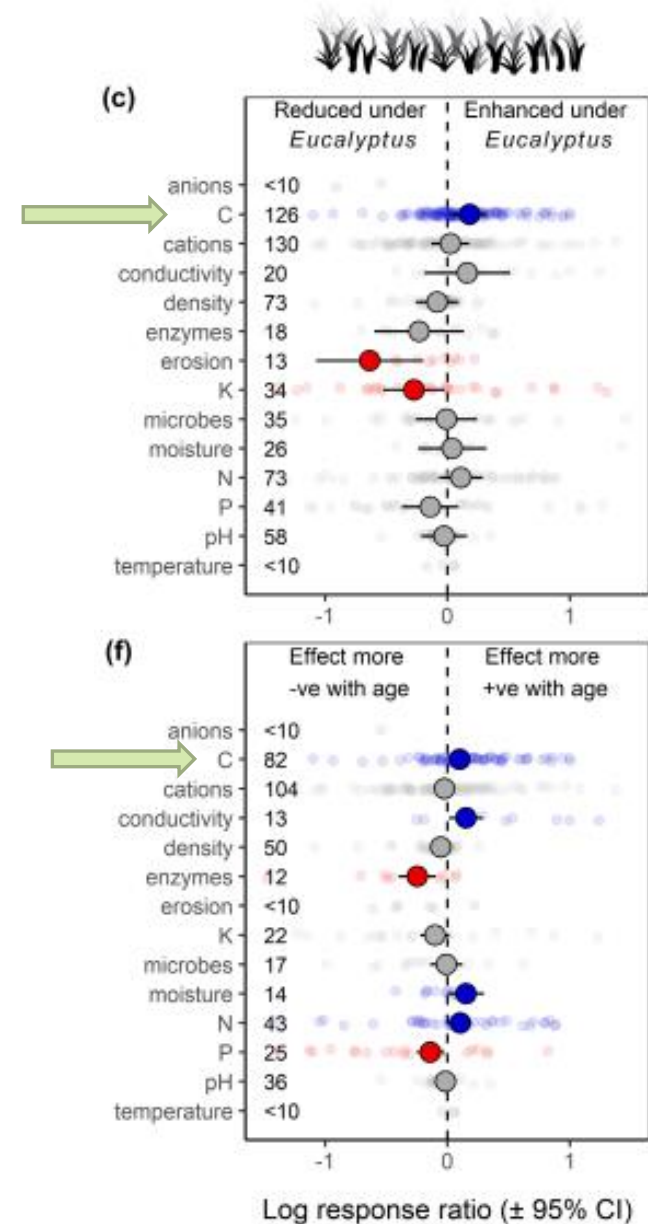 (c)
Reduced under Enhanced under
Eucalyptus Eucalyptus
anions <10
C 126
cations 130
conductivity 20
density 73
enzymes 18
erosion 13
K 34
microbes 35
moisture 26
N 73
P 41
pH 58
temperature <10
-1 0 1
(f)
Effect more Effect more
-ve with age +ve with age
anions <10
C 82
cations 104
conductivity 13
density 50
enzymes 12
erosion <10
K 22
microbes 17
moisture 14
N 43
P 25
pH 36
temperature <10
-1 0 1
Log response ratio (± 95% CI)